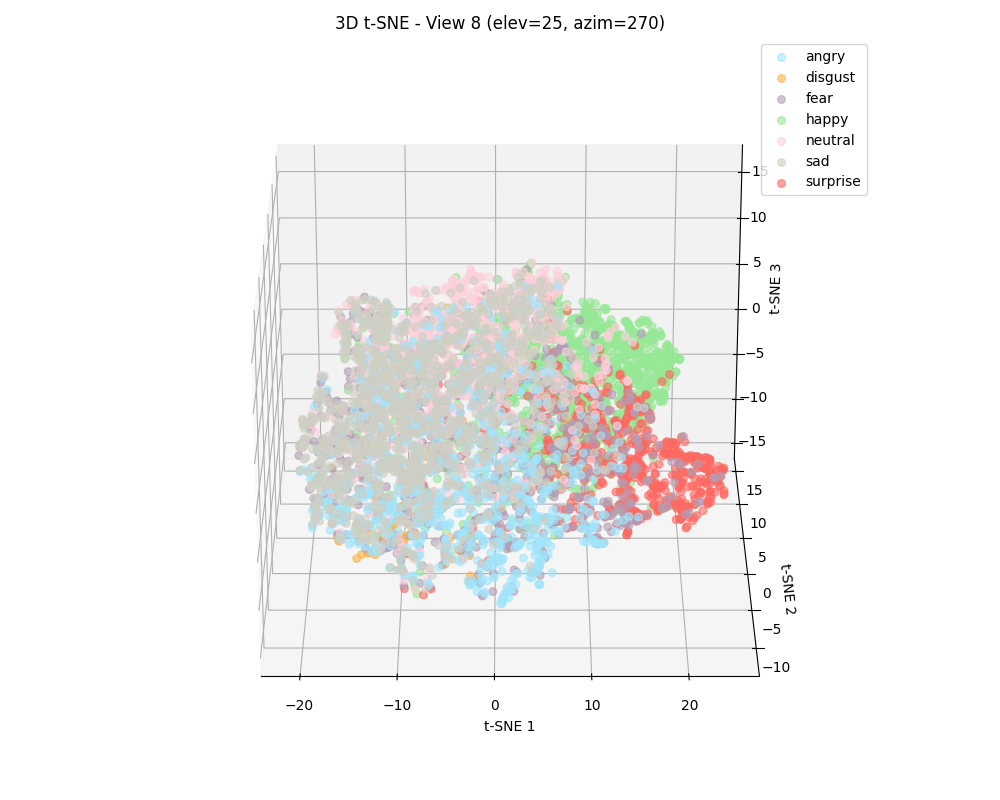 3D t-SNE - View 8 (elev=25, azim=270)
angry
disgust
fear
happy
neutral
sad
surprise
15
10
5
0
−5
−10
−15
t-SNE 3
15
10
5
0
−5
−10
t-SNE 2
−20 −10 0 10 20
t-SNE 1